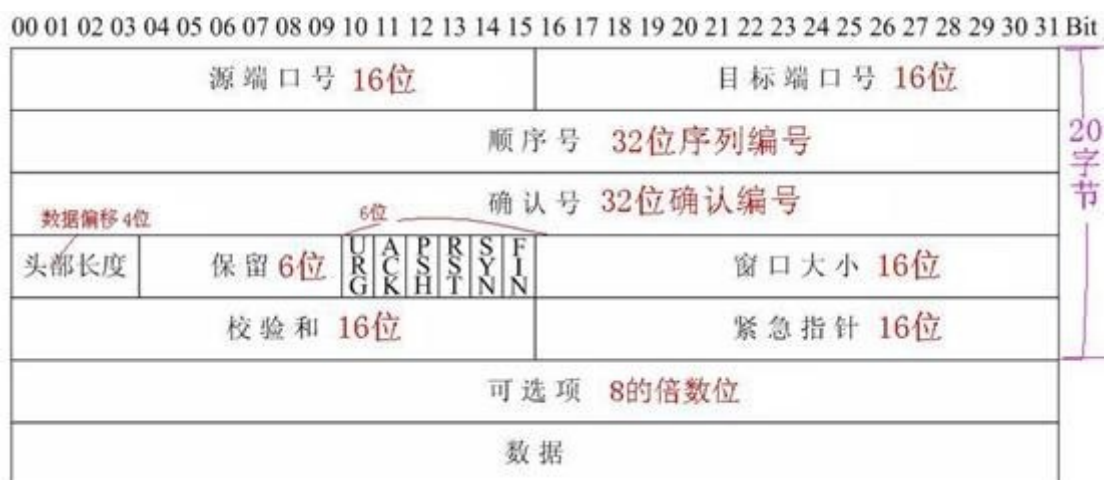 00 01 02 03 04 05 06 07 08 09 10 11 12 13 14 15 16 17 18 19 20 21 22 23 24 25 26 27 28 29 30 31 Bit
源端口号 16位 目标端口号 16位
顺序号 32位序列编号
20字节
确认号 32位确认编号
数据偏移 4位 6位
头部长度 保留 6位 URG ACK PSH RST SYN FIN 窗口大小 16位
校验和 16位 紧急指针 16位
可选项 8的倍数位
数据